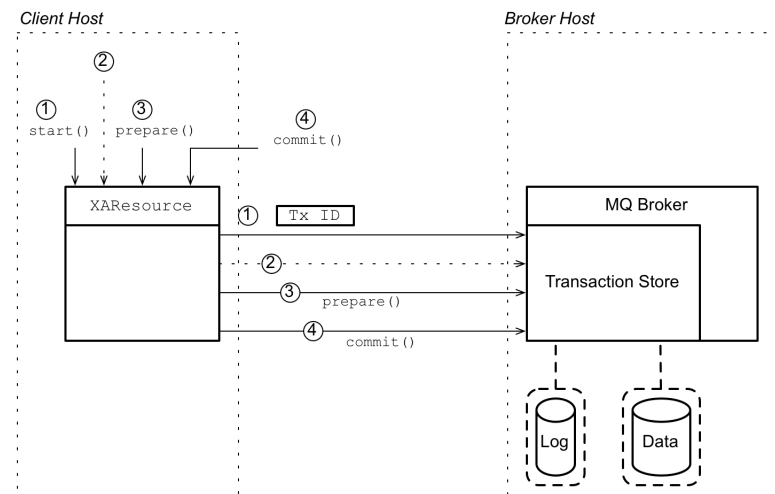 Client Host
Broker Host
2
1
3
4
start()
prepare()
commit()
XAResource
1
Tx ID
MQ Broker
2
Transaction Store
3
prepare()
4
commit()
Log
Data